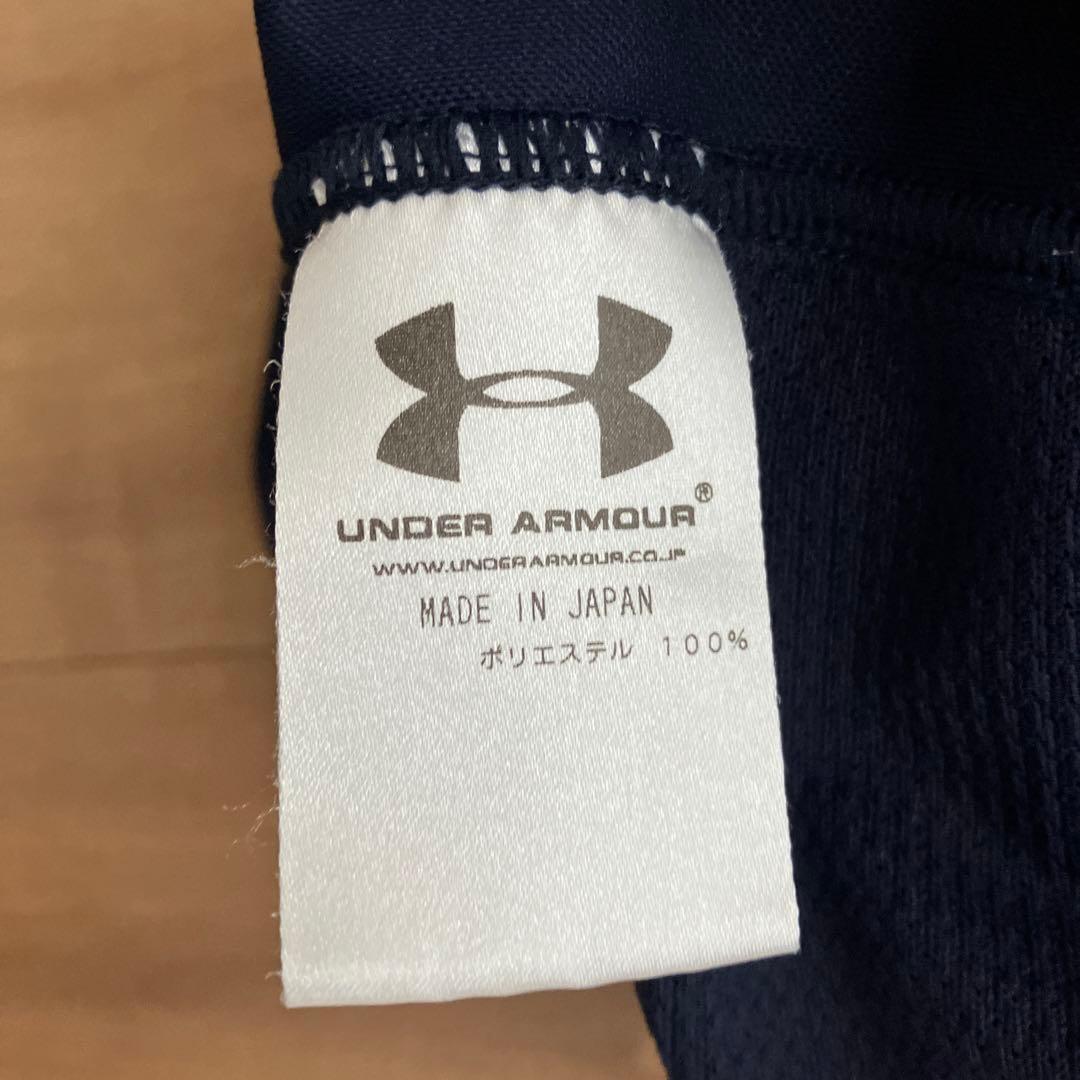 UNDER ARMOUR®
WWW.UNDERARMOUR.CO.JP
MADE IN JAPAN
ポリエステル 100%